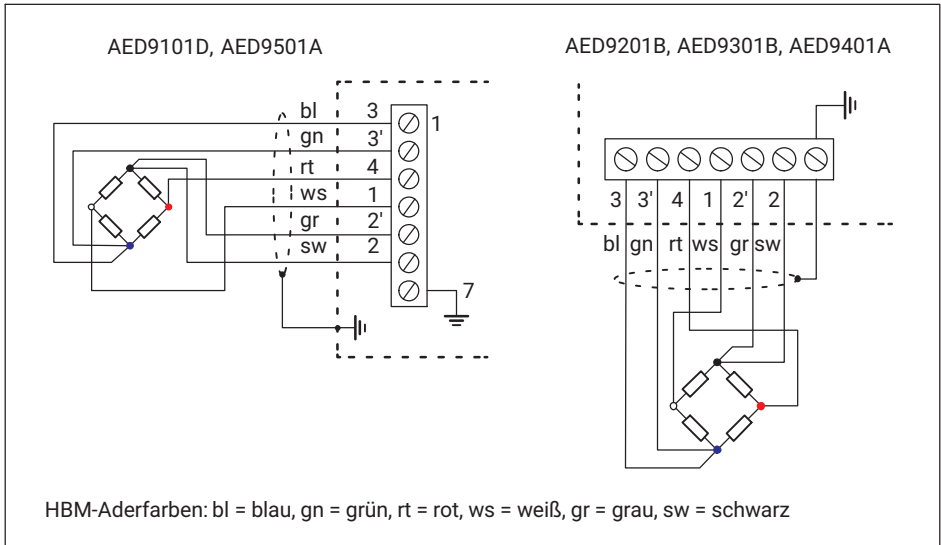 AED9101D, AED9501A
bl 3 1
gn 3'
rt 4
ws 1
gr 2'
sw 2
7
AED9201B, AED9301B, AED9401A
3 3' 4 1 2' 2
bl gn rt ws gr sw
HBM-Aderfarben: bl = blau, gn = grün, rt = rot, ws = weiß, gr = grau, sw = schwarz